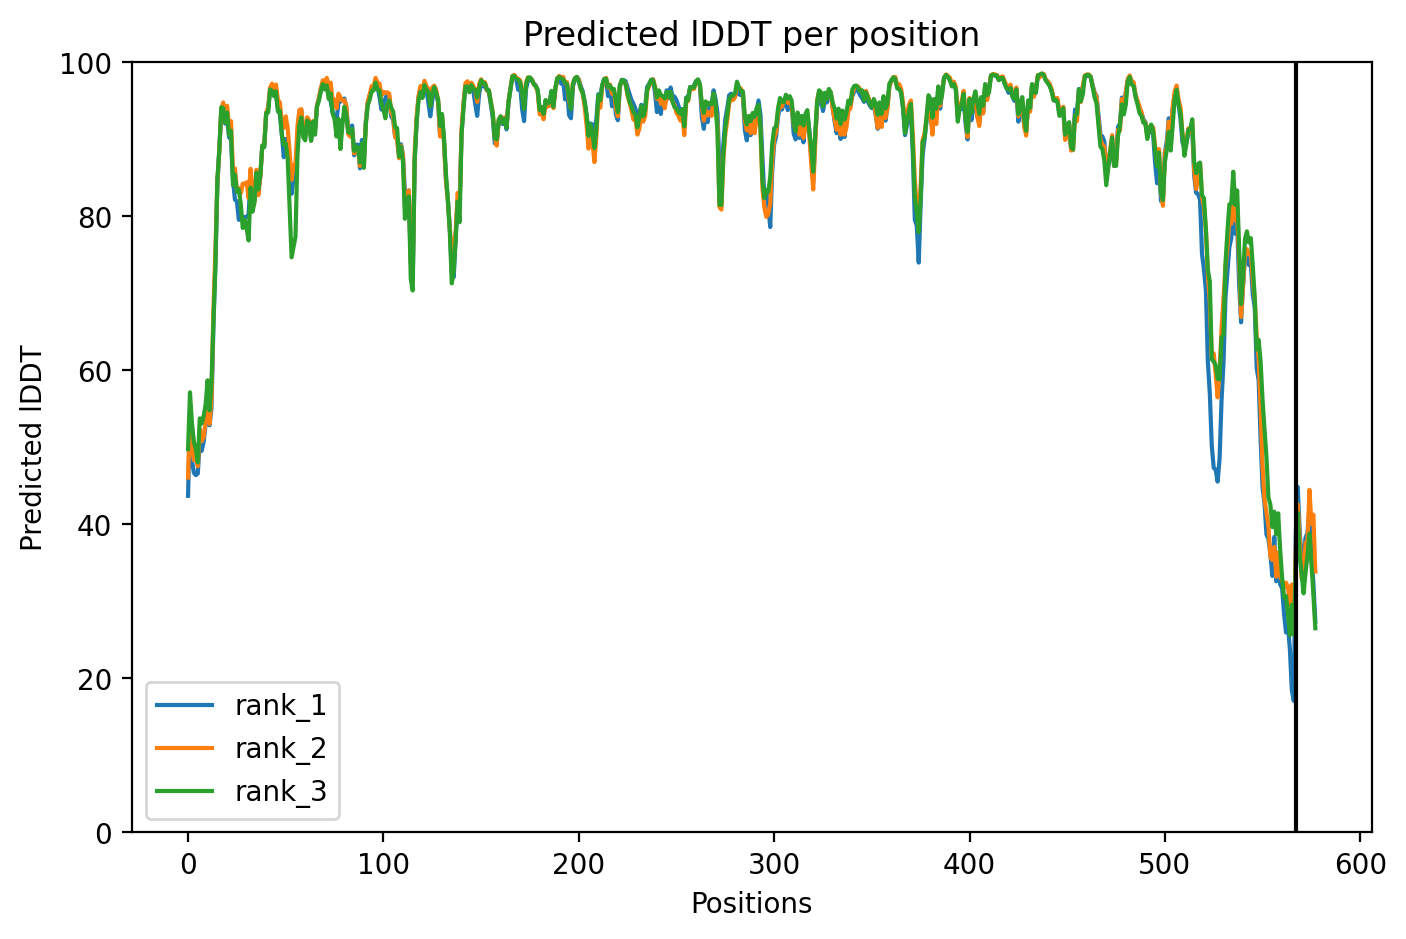 Predicted lDDT per position
100
80
60
40
20
0
Predicted lDDT
rank_1
rank_2
rank_3
0 100 200 300 400 500 600
Positions